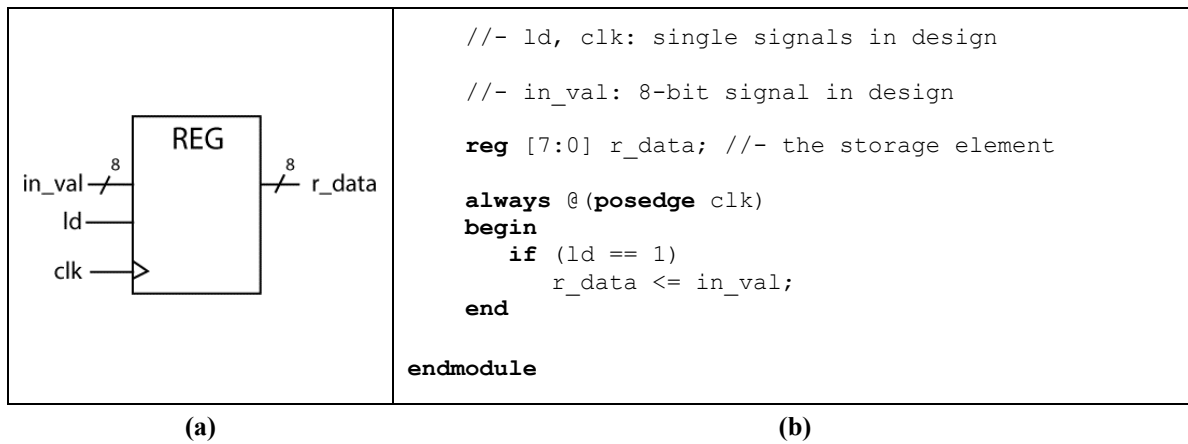 REG
8
8
in_val
r_data
ld
clk
//- ld, clk: single signals in design
//- in_val: 8-bit signal in design
reg [7:0] r_data; //- the storage element
always @(posedge clk)
begin
if (ld == 1)
r_data <= in_val;
end
endmodule
(a)
(b)